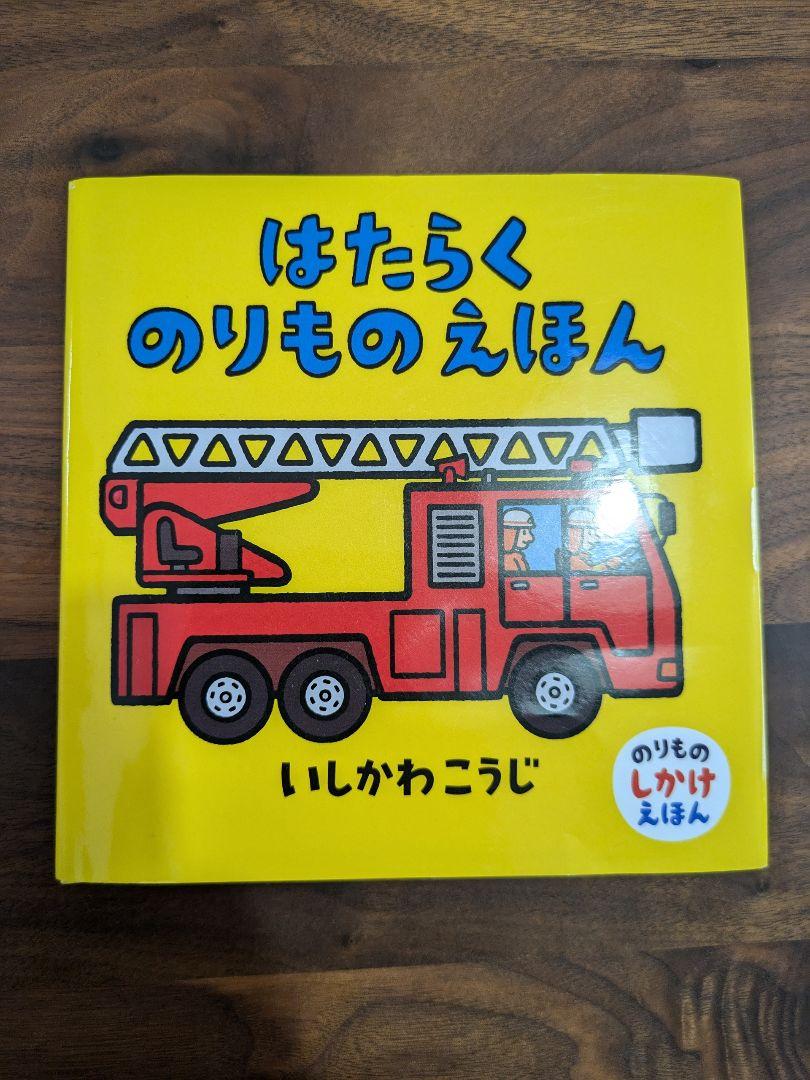 はたらく
のりもの えほん
いしかわ こうじ
のりもの
しかけ
えほん